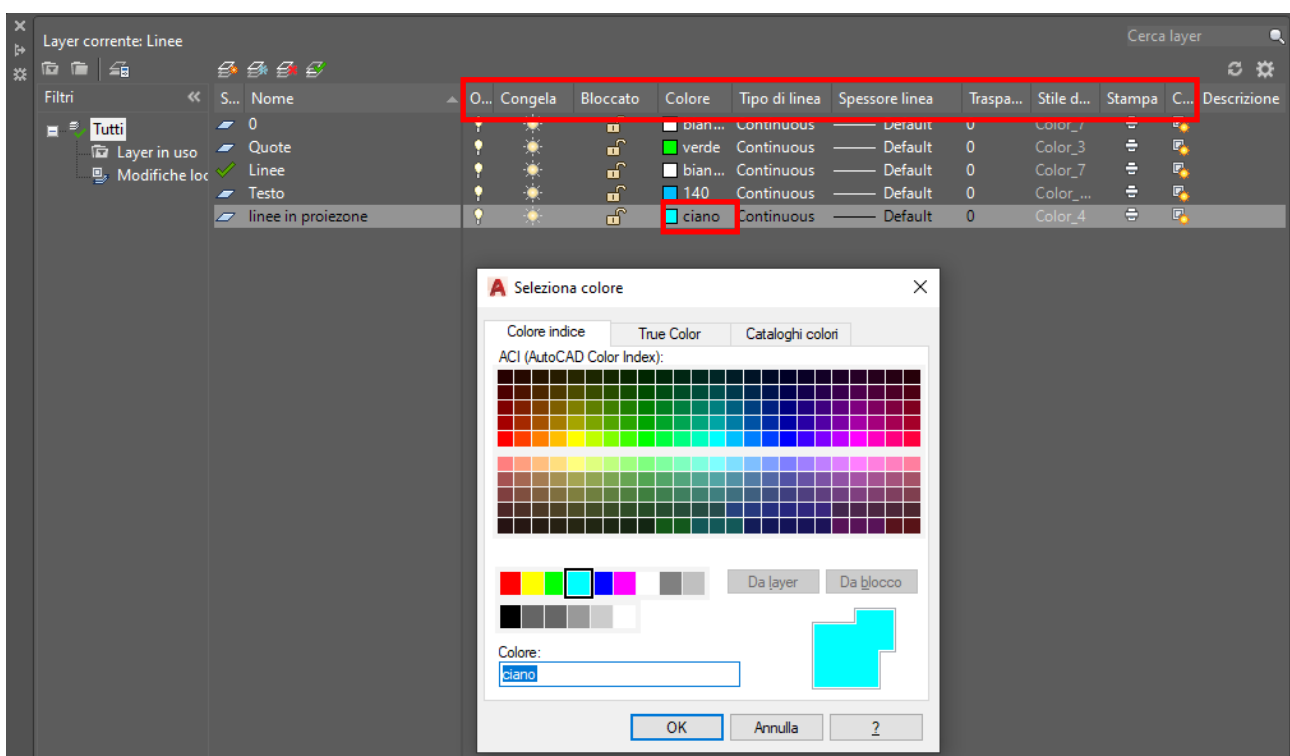 Layer corrente: Linee
Cerca layer
Filtri
S... Nome O... Congela Bloccato Colore Tipo di linea Spessore linea Traspa... Stile d... Stampa C... Descrizione
Tutti
Layer in uso
Modifiche loc
0 bian... Continuous Default 0 Color_7
Quote verde Continuous Default 0 Color_3
Linee bian... Continuous Default 0 Color_7
Testo 140 Continuous Default 0 Color_...
linee in proiezone ciano Continuous Default 0 Color_4
A Seleziona colore
Colore indice True Color Cataloghi colori
ACI (AutoCAD Color Index):
Da layer Da blocco
Colore:
ciano
OK Annulla ?